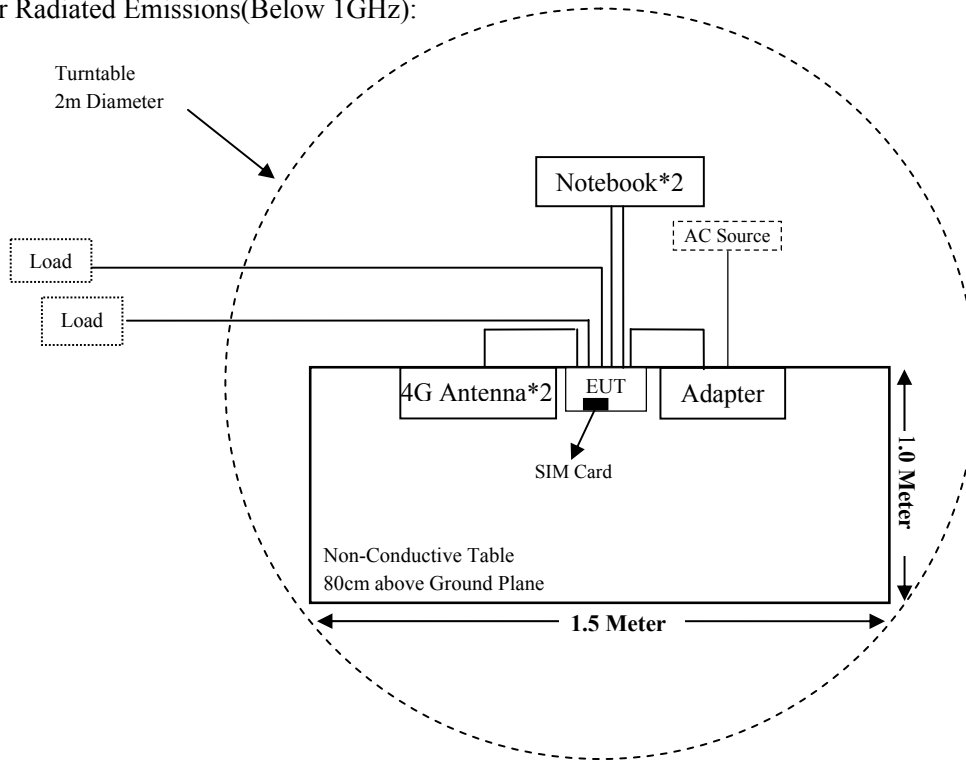 r Radiated Emissions(Below 1GHz):
Turntable
2m Diameter
Notebook*2
AC Source
Load
Load
4G Antenna*2
EUT
Adapter
SIM Card
1.0 Meter
Non-Conductive Table
80cm above Ground Plane
1.5 Meter